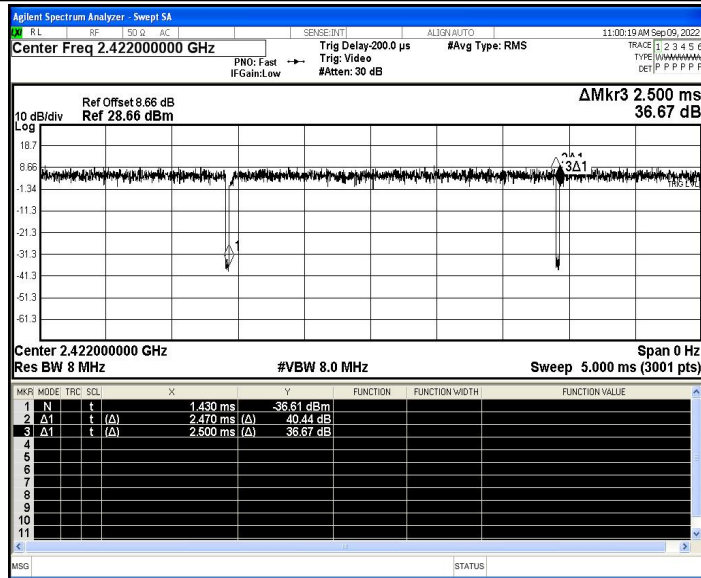 Agilent Spectrum Analyzer - Swept SA
RL RF 50 Ω AC SENSE:INT ALIGN AUTO 11:00:19 AM Sep 09, 2022
Center Freq 2.422000000 GHz
PNO: Fast
IFGain:Low
Trig Delay-200.0 µs
Trig: Video
#Atten: 30 dB
#Avg Type: RMS
TRACE 1 2 3 4 5 6
TYPE
DET P P P P P
Ref Offset 8.66 dB
10 dB/div Ref 28.66 dBm
Log
ΔMkr3 2.500 ms
36.67 dB
18.7
8.66
-1.34
-11.3
-21.3
-31.3
-41.3
-51.3
-61.3
3Δ1
TRIG LVL
1
Center 2.422000000 GHz Span 0 Hz
Res BW 8 MHz #VBW 8.0 MHz Sweep 5.000 ms (3001 pts)
MKR MODE TRC SCL X Y FUNCTION FUNCTION WIDTH FUNCTION VALUE
1 N t 1.430 ms -36.61 dBm
2 Δ1 t (Δ) 2.470 ms (Δ) 40.44 dB
3 Δ1 t (Δ) 2.500 ms (Δ) 36.67 dB
4
5
6
7
8
9
10
11
MSG STATUS